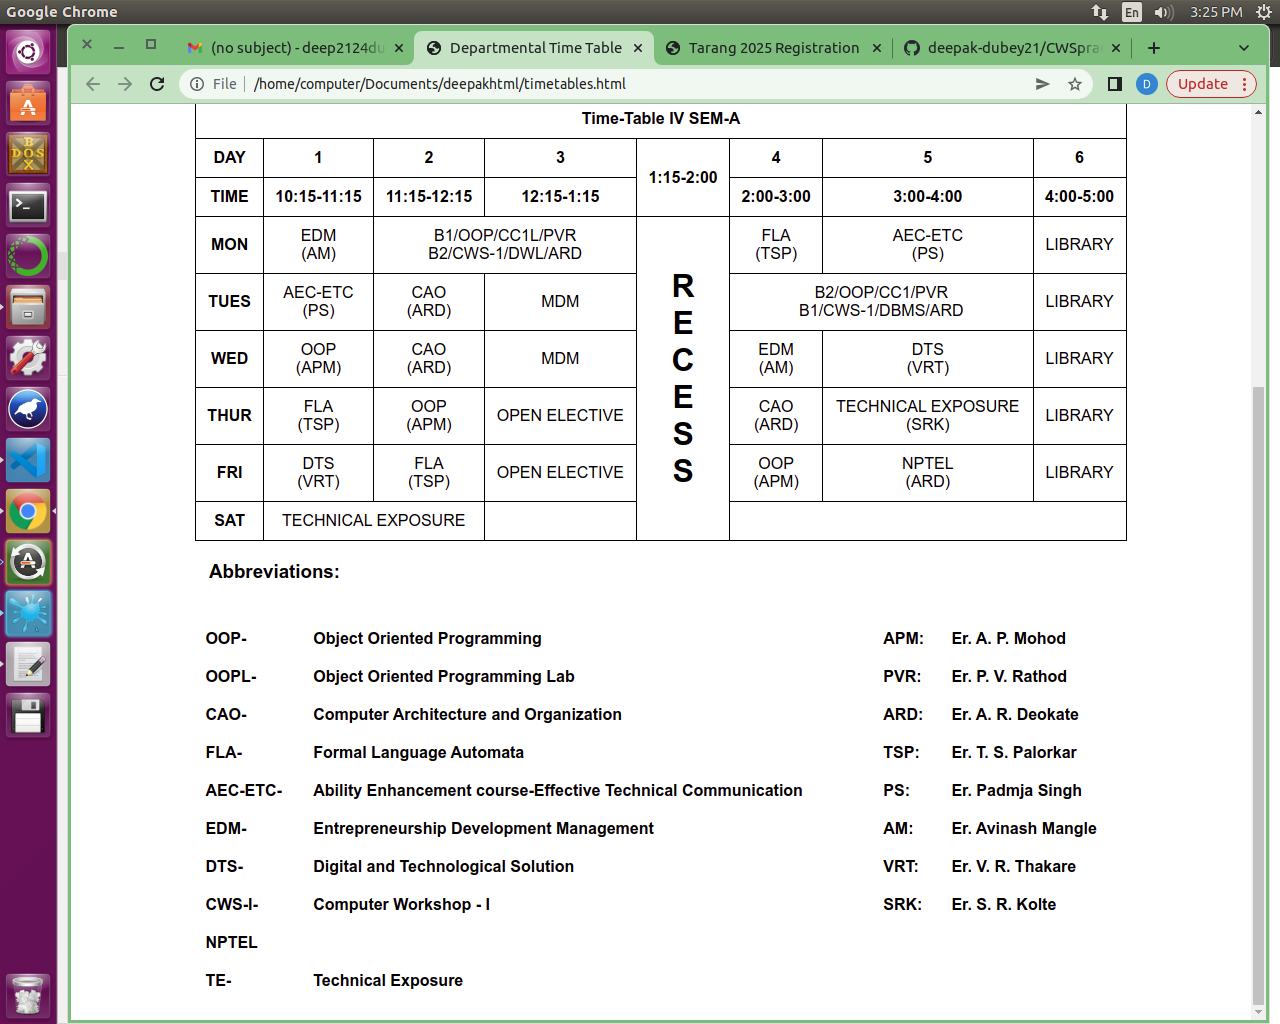 Google Chrome
En
3:25 PM
(no subject) - deep2124du
Departmental Time Table
Tarang 2025 Registration
deepak-dubey21/CWSpra
File
/home/computer/Documents/deepakhtml/timetables.html
D
Update
Time-Table IV SEM-A
DAY 1 2 3 1:15-2:00 4 5 6
TIME 10:15-11:15 11:15-12:15 12:15-1:15 2:00-3:00 3:00-4:00 4:00-5:00
MON EDM B1/OOP/CC1L/PVR FLA AEC-ETC LIBRARY
(AM) B2/CWS-1/DWL/ARD (TSP) (PS)
TUES AEC-ETC CAO MDM B2/OOP/CC1/PVR LIBRARY
(PS) (ARD) B1/CWS-1/DBMS/ARD
WED OOP CAO MDM EDM DTS LIBRARY
(APM) (ARD) (AM) (VRT)
THUR FLA OOP OPEN ELECTIVE CAO TECHNICAL EXPOSURE LIBRARY
(TSP) (APM) (ARD) (SRK)
FRI DTS FLA OPEN ELECTIVE OOP NPTEL LIBRARY
(VRT) (TSP) (APM) (ARD)
SAT TECHNICAL EXPOSURE
R
E
C
E
S
S
Abbreviations:
OOP- Object Oriented Programming APM: Er. A. P. Mohod
OOPL- Object Oriented Programming Lab PVR: Er. P. V. Rathod
CAO- Computer Architecture and Organization ARD: Er. A. R. Deokate
FLA- Formal Language Automata TSP: Er. T. S. Palorkar
AEC-ETC- Ability Enhancement course-Effective Technical Communication PS: Er. Padmja Singh
EDM- Entrepreneurship Development Management AM: Er. Avinash Mangle
DTS- Digital and Technological Solution VRT: Er. V. R. Thakare
CWS-I- Computer Workshop - I SRK: Er. S. R. Kolte
NPTEL
TE- Technical Exposure